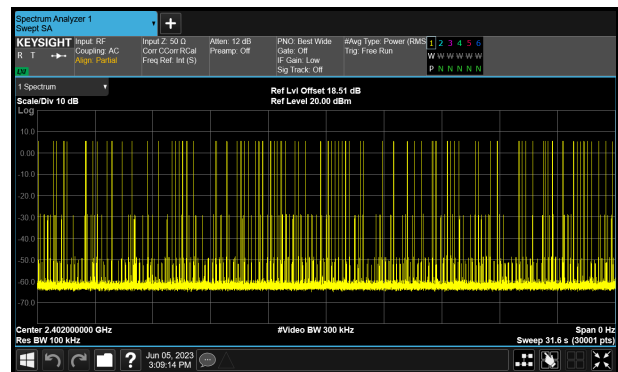 Spectrum Analyzer 1
Swept SA
+
KEYSIGHT
R T
Input: RF
Coupling: AC
Align: Partial
Input Z: 50 Ω
Corr CCorr RCal
Freq Ref: Int (S)
Atten: 12 dB
Preamp: Off
PNO: Best Wide
Gate: Off
IF Gain: Low
Sig Track: Off
#Avg Type: Power (RMS
Trig: Free Run
1 2 3 4 5 6
W W W W W W
P N N N N N
1 Spectrum
Scale/Div 10 dB
Ref Lvl Offset 18.51 dB
Ref Level 20.00 dBm
Log
10.0
0.00
-10.0
-20.0
-30.0
-40.0
-50.0
-60.0
-70.0
Center 2.402000000 GHz
Res BW 100 kHz
#Video BW 300 kHz
Span 0 Hz
Sweep 31.6 s (30001 pts)
?
Jun 05, 2023
3:09:14 PM